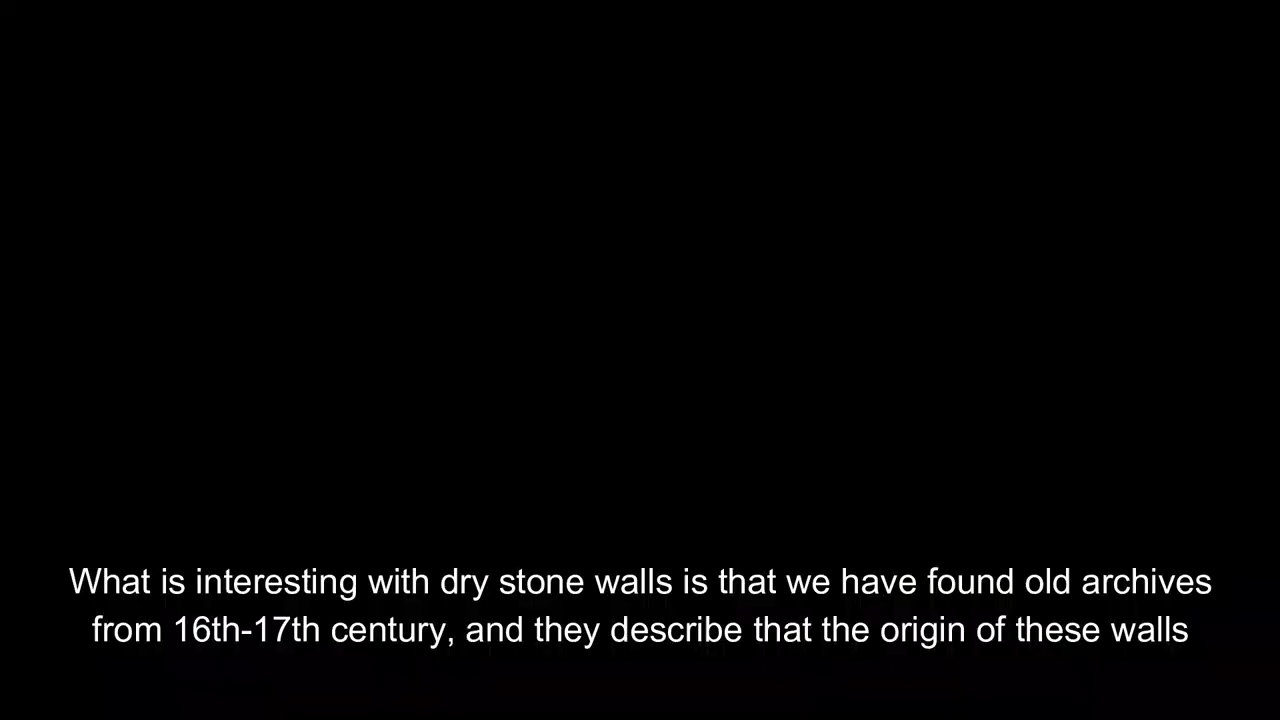 What is interesting with dry stone walls is that we have found old archives
from 16th-17th century, and they describe that the origin of these walls